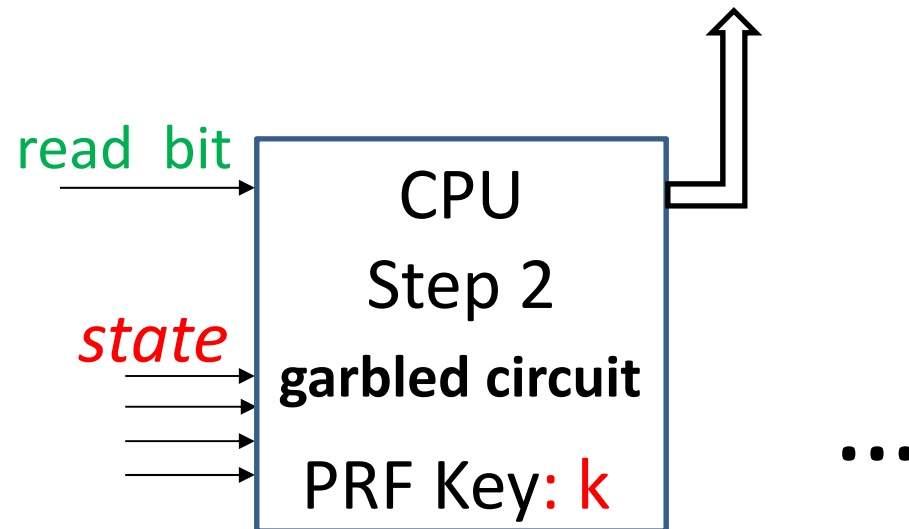 read bit
CPU
Step 2
state
garbled circuit
PRF Key: k
...